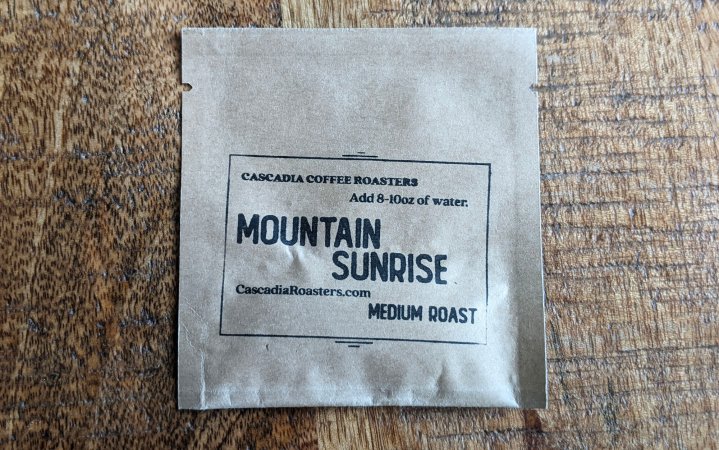 CASCADIA COFFEE ROASTERS
Add 8-10oz of water.
MOUNTAIN
SUNRISE
CascadiaRoasters.com
MEDIUM ROAST